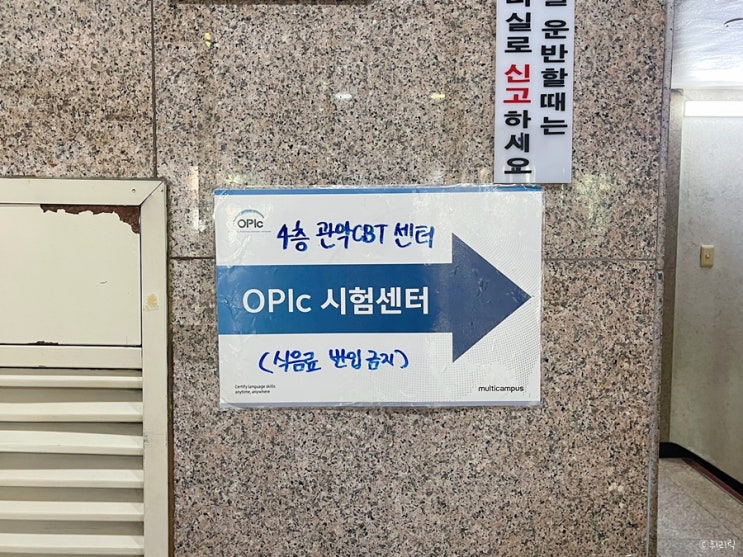 운반할때는
실로 신고하세요
OPIc
4층 관악CBT 센터
OPIc 시험센터
(식음료 반입 금지)
Certify language skills
anytime, anywhere
multicampus